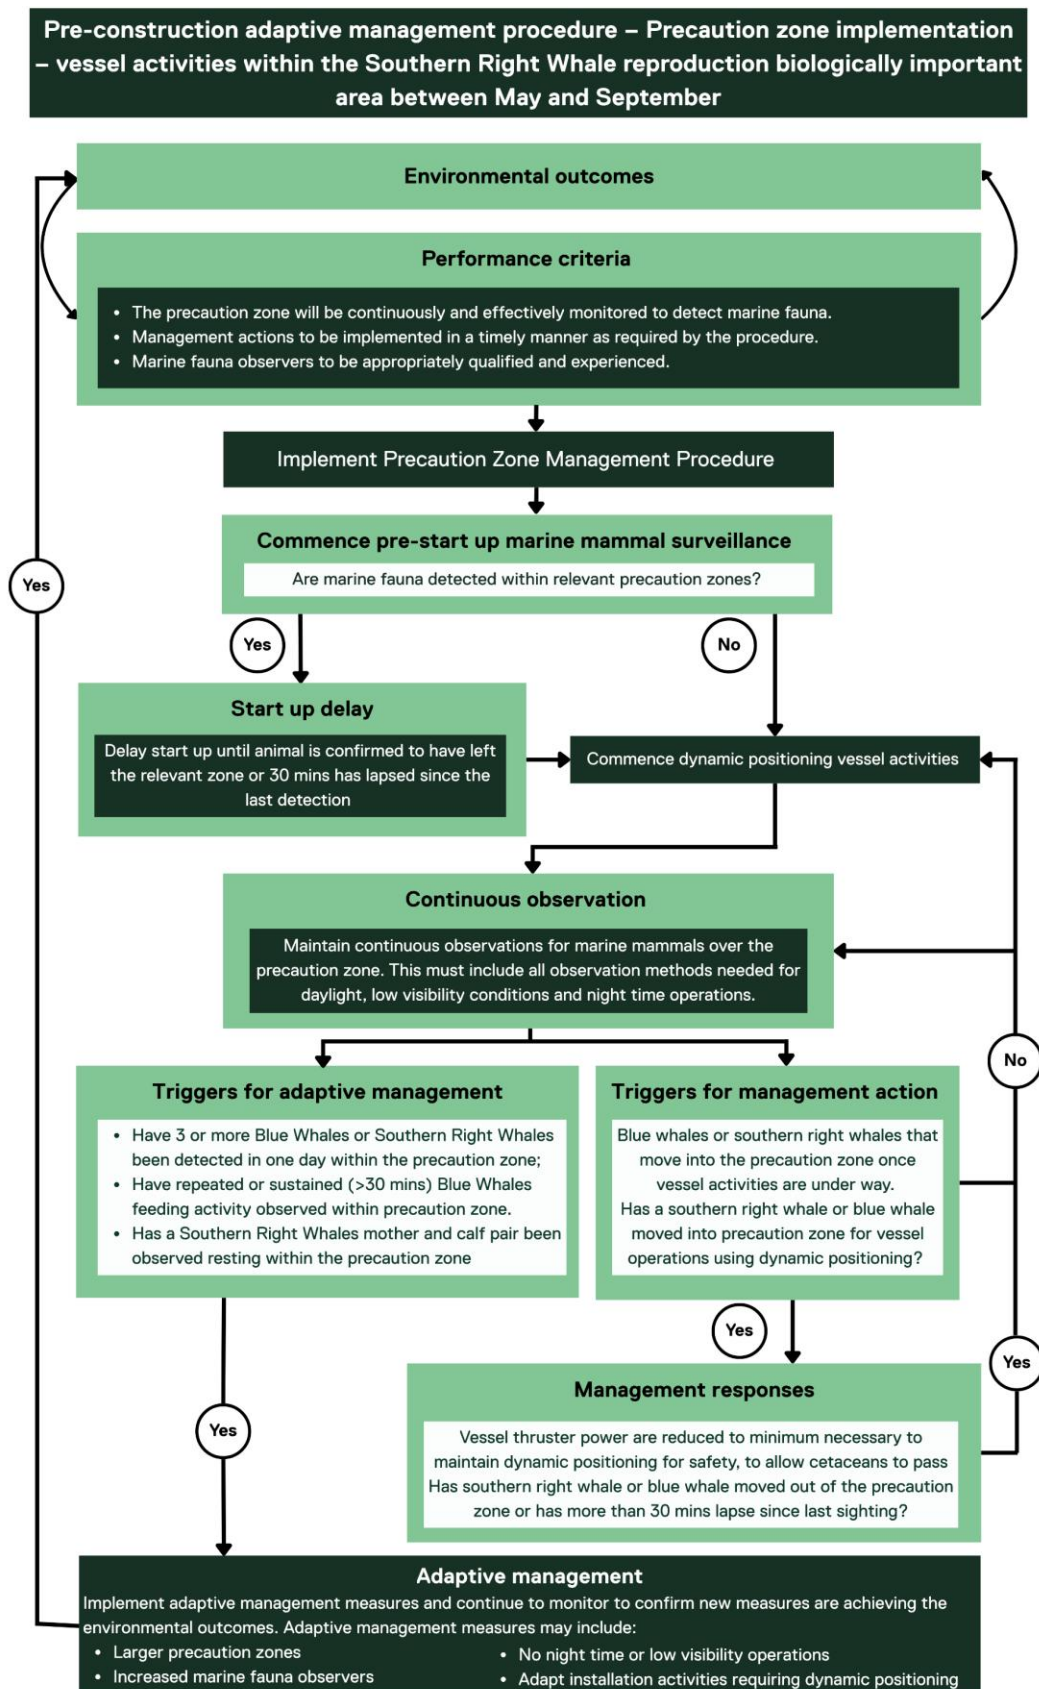 Pre-construction adaptive management procedure – Precaution zone implementation
– vessel activities within the Southern Right Whale reproduction biologically important
area between May and September
Environmental outcomes
Performance criteria
• The precaution zone will be continuously and effectively monitored to detect marine fauna.
• Management actions to be implemented in a timely manner as required by the procedure.
• Marine fauna observers to be appropriately qualified and experienced.
Implement Precaution Zone Management Procedure
Commence pre-start up marine mammal surveillance
Are marine fauna detected within relevant precaution zones?
Yes
Yes
No
Start up delay
Delay start up until animal is confirmed to have left
the relevant zone or 30 mins has lapsed since the
last detection
Commence dynamic positioning vessel activities
Continuous observation
Maintain continuous observations for marine mammals over the
precaution zone. This must include all observation methods needed for
daylight, low visibility conditions and night time operations.
No
Triggers for adaptive management
• Have 3 or more Blue Whales or Southern Right Whales
been detected in one day within the precaution zone;
• Have repeated or sustained (>30 mins) Blue Whales
feeding activity observed within precaution zone.
• Has a Southern Right Whales mother and calf pair been
observed resting within the precaution zone
Triggers for management action
Blue whales or southern right whales that
move into the precaution zone once
vessel activities are under way.
Has a southern right whale or blue whale
moved into precaution zone for vessel
operations using dynamic positioning?
Yes
Yes
Management responses
Vessel thruster power are reduced to minimum necessary to
maintain dynamic positioning for safety, to allow cetaceans to pass
Has southern right whale or blue whale moved out of the precaution
zone or has more than 30 mins lapse since last sighting?
Yes
Adaptive management
Implement adaptive management measures and continue to monitor to confirm new measures are achieving the
environmental outcomes. Adaptive management measures may include:
• Larger precaution zones
• Increased marine fauna observers
• No night time or low visibility operations
• Adapt installation activities requiring dynamic positioning